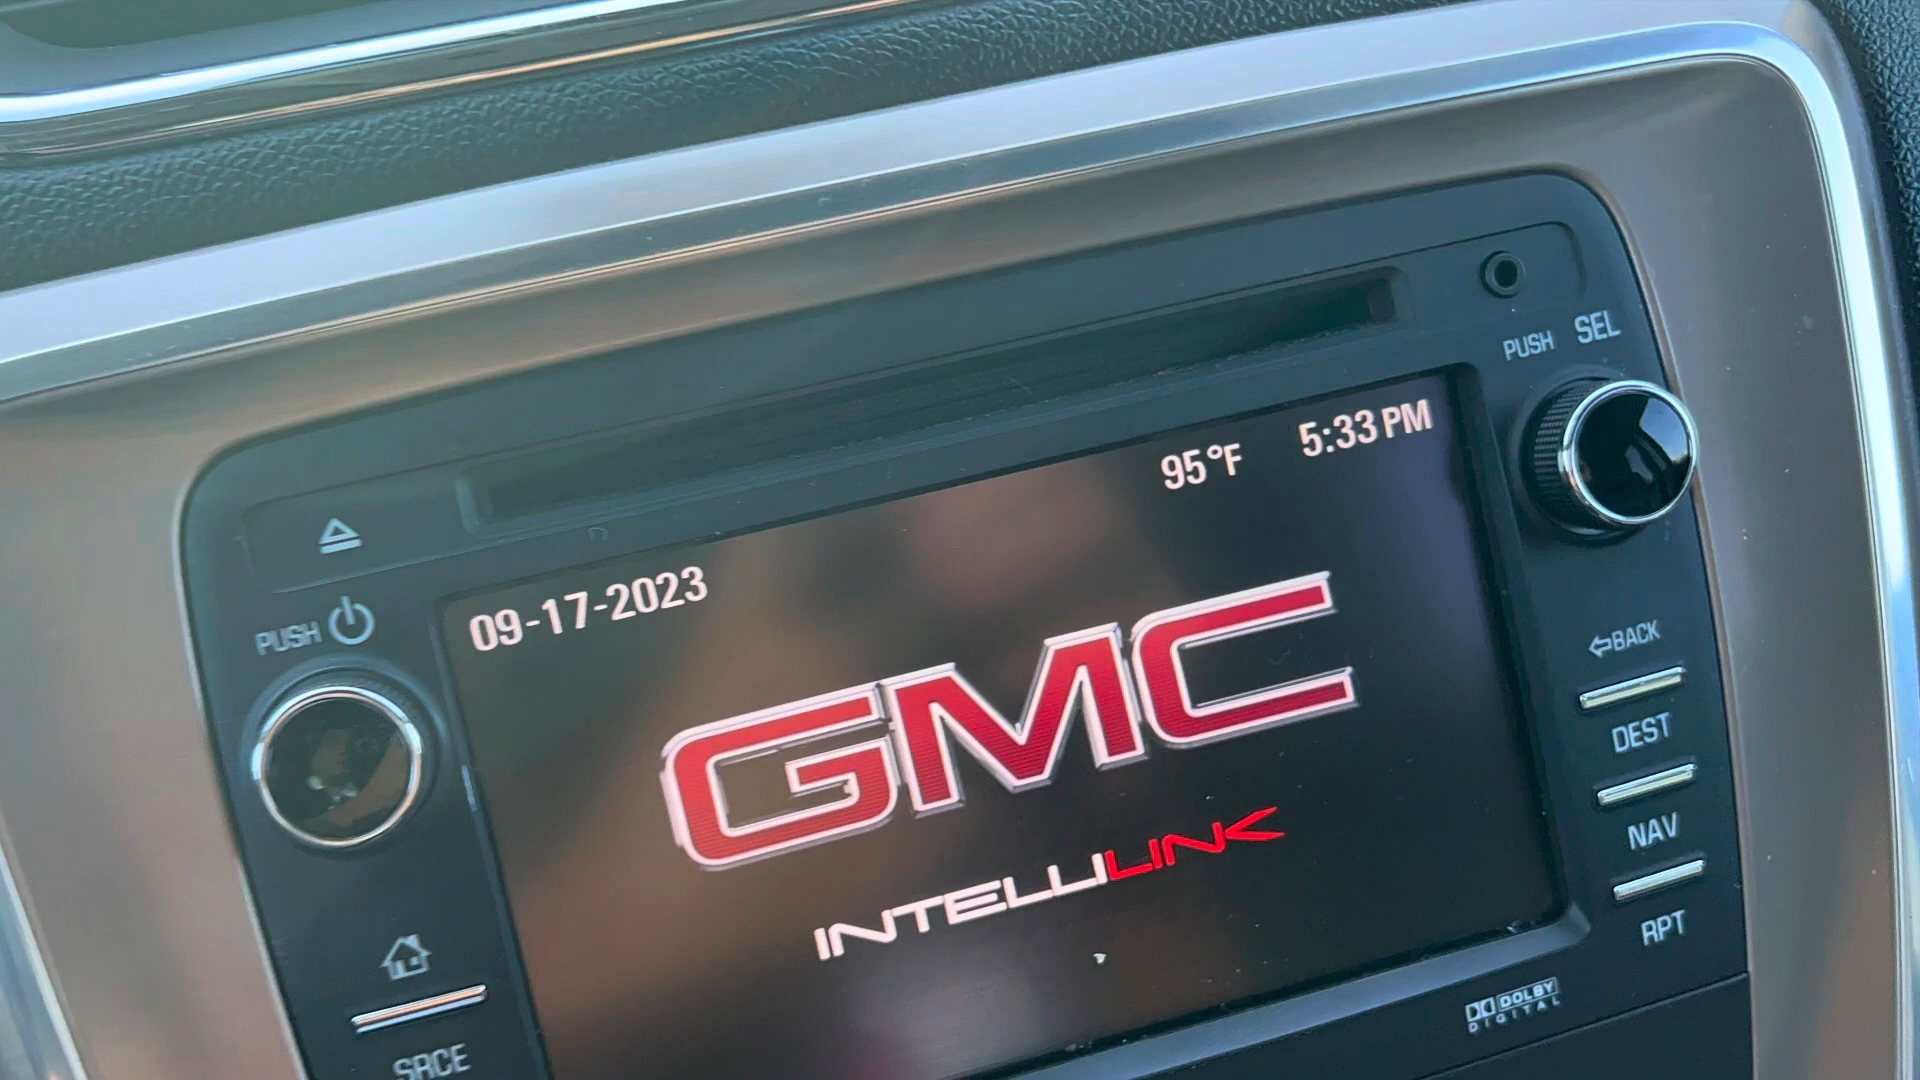 PUSH SEL
95°F 5:33 PM
09-17-2023
PUSH
GMC
INTELLILINK
BACK
DEST
NAV
RPT
SRCE
DOLBY
DIGITAL